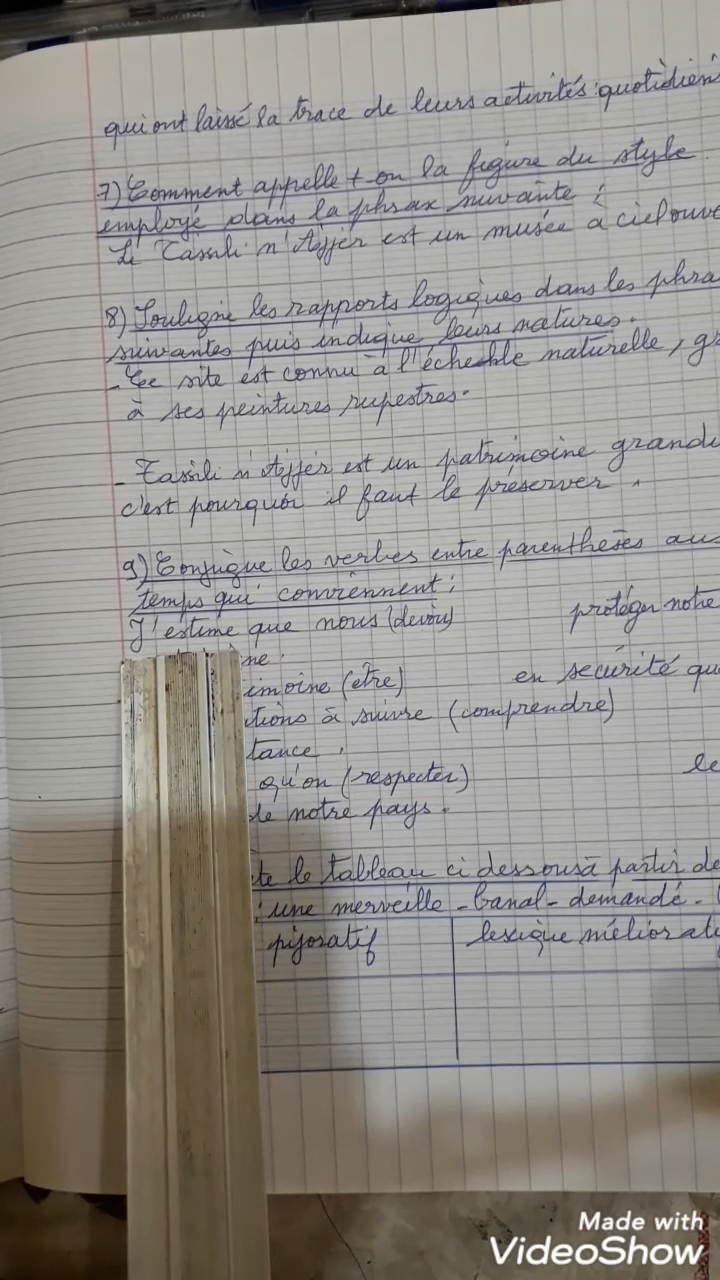 qui ont laissé la trace de leurs activités quotidien
7) Comment appelle t on la figure du style
employé dans la phrase suivante :
Le Tassili n'Ajjer est un musée à ciel ouve
8) Souligne les rapports logiques dans les phra
suivantes puis indique leurs natures.
- Ce site est connu à l'échelle naturelle, gr
à ses peintures rupestres.
- Tassili n'Ajjer est un patrimoine grandi
c'est pourquoi il faut le préserver.
9) Conjugue les verbes entre parenthèses au
temps qui conviennent :
J'estime que nous (devoir) protéger notre
ne.
imoine (être) en sécurité qu
tions à suivre (comprendre)
tance.
qu'on (respecter) le
de notre pays.
te le tableau ci dessous à partir de
: une merveille - banal - demandé -
pijoratif lexique mélioratif
Made with
VideoShow